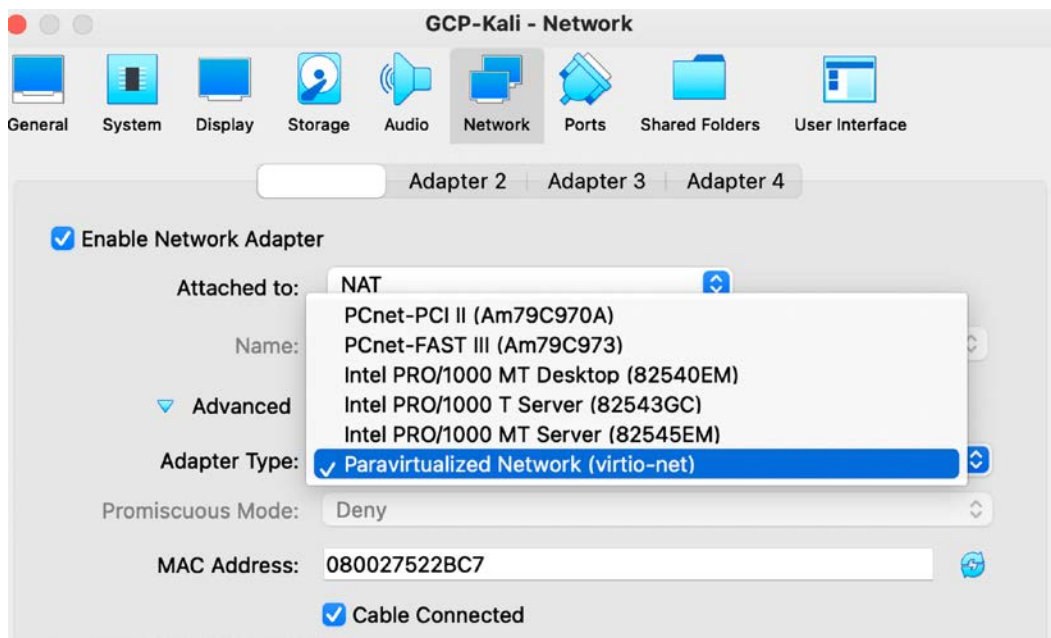 GCP-Kali - Network
General System Display Storage Audio Network Ports Shared Folders User Interface
Adapter 2 Adapter 3 Adapter 4
Enable Network Adapter
Attached to: NAT
PCnet-PCI II (Am79C970A)
Name: PCnet-FAST III (Am79C973)
Intel PRO/1000 MT Desktop (82540EM)
Advanced Intel PRO/1000 T Server (82543GC)
Intel PRO/1000 MT Server (82545EM)
Adapter Type: Paravirtualized Network (virtio-net)
Promiscuous Mode: Deny
MAC Address: 080027522BC7
Cable Connected